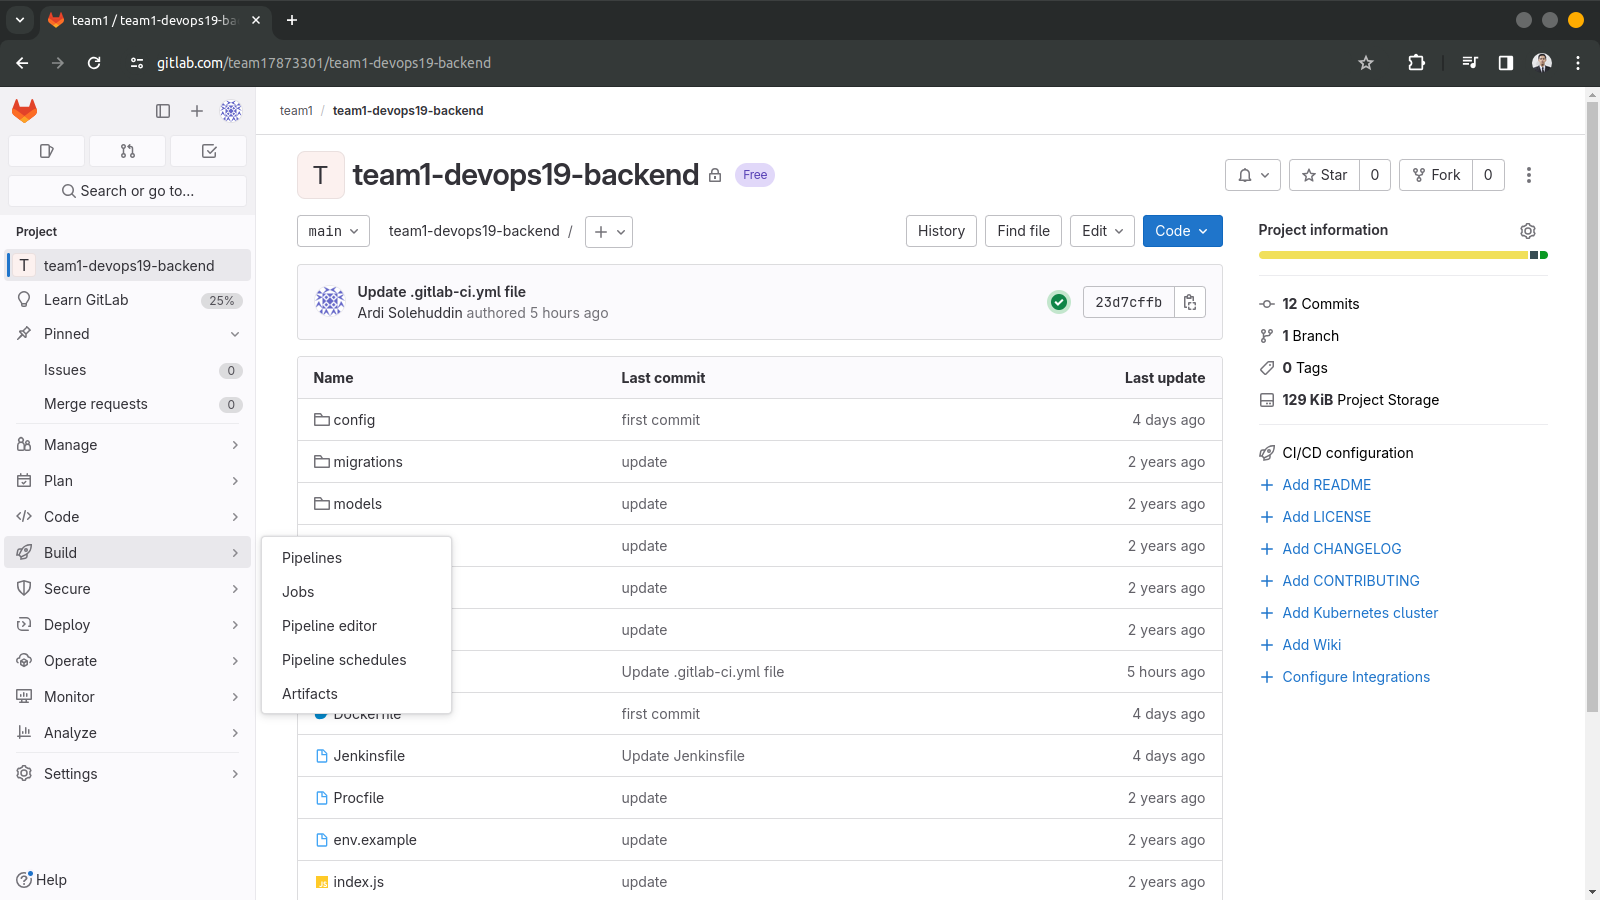 team1 / team1-devops19-ba
gitlab.com/team17873301/team1-devops19-backend
team1 / team1-devops19-backend
Search or go to...
Project
T team1-devops19-backend
Learn GitLab 25%
Pinned
Issues 0
Merge requests 0
Manage
Plan
Code
Build
Secure
Deploy
Operate
Monitor
Analyze
Settings
Help
Pipelines
Jobs
Pipeline editor
Pipeline schedules
Artifacts
T team1-devops19-backend Free
Star 0 Fork 0
main team1-devops19-backend / History Find file Edit Code
Update .gitlab-ci.yml file
Ardi Solehuddin authored 5 hours ago
23d7cffb
Name Last commit Last update
config first commit 4 days ago
migrations update 2 years ago
models update 2 years ago
update 2 years ago
update 2 years ago
update 2 years ago
Update .gitlab-ci.yml file 5 hours ago
Dockerfile first commit 4 days ago
Jenkinsfile Update Jenkinsfile 4 days ago
Procfile update 2 years ago
env.example update 2 years ago
JS index.js update 2 years ago
Project information
12 Commits
1 Branch
0 Tags
129 KiB Project Storage
CI/CD configuration
Add README
Add LICENSE
Add CHANGELOG
Add CONTRIBUTING
Add Kubernetes cluster
Add Wiki
Configure Integrations